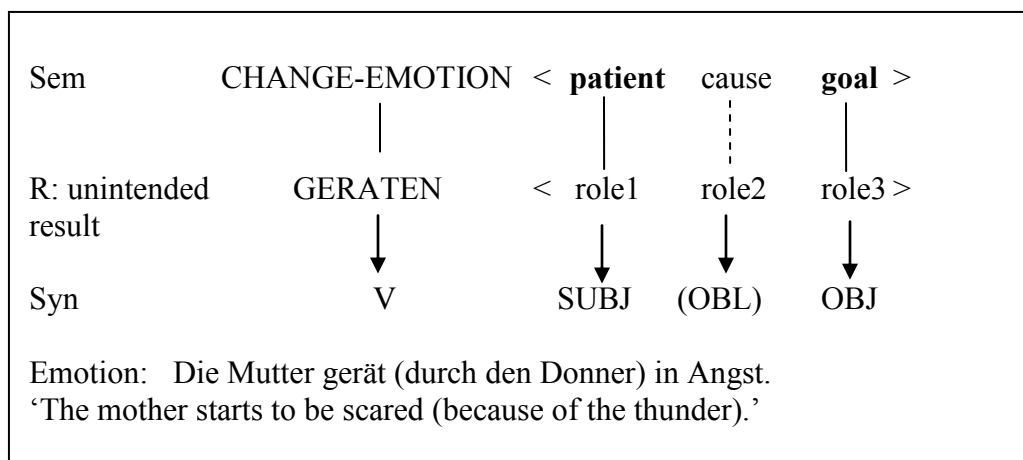 Sem CHANGE-EMOTION < patient cause goal >
R: unintended GERATEN < role1 role2 role3 >
result
Syn V SUBJ (OBL) OBJ
Emotion: Die Mutter gerät (durch den Donner) in Angst.
‘The mother starts to be scared (because of the thunder).’